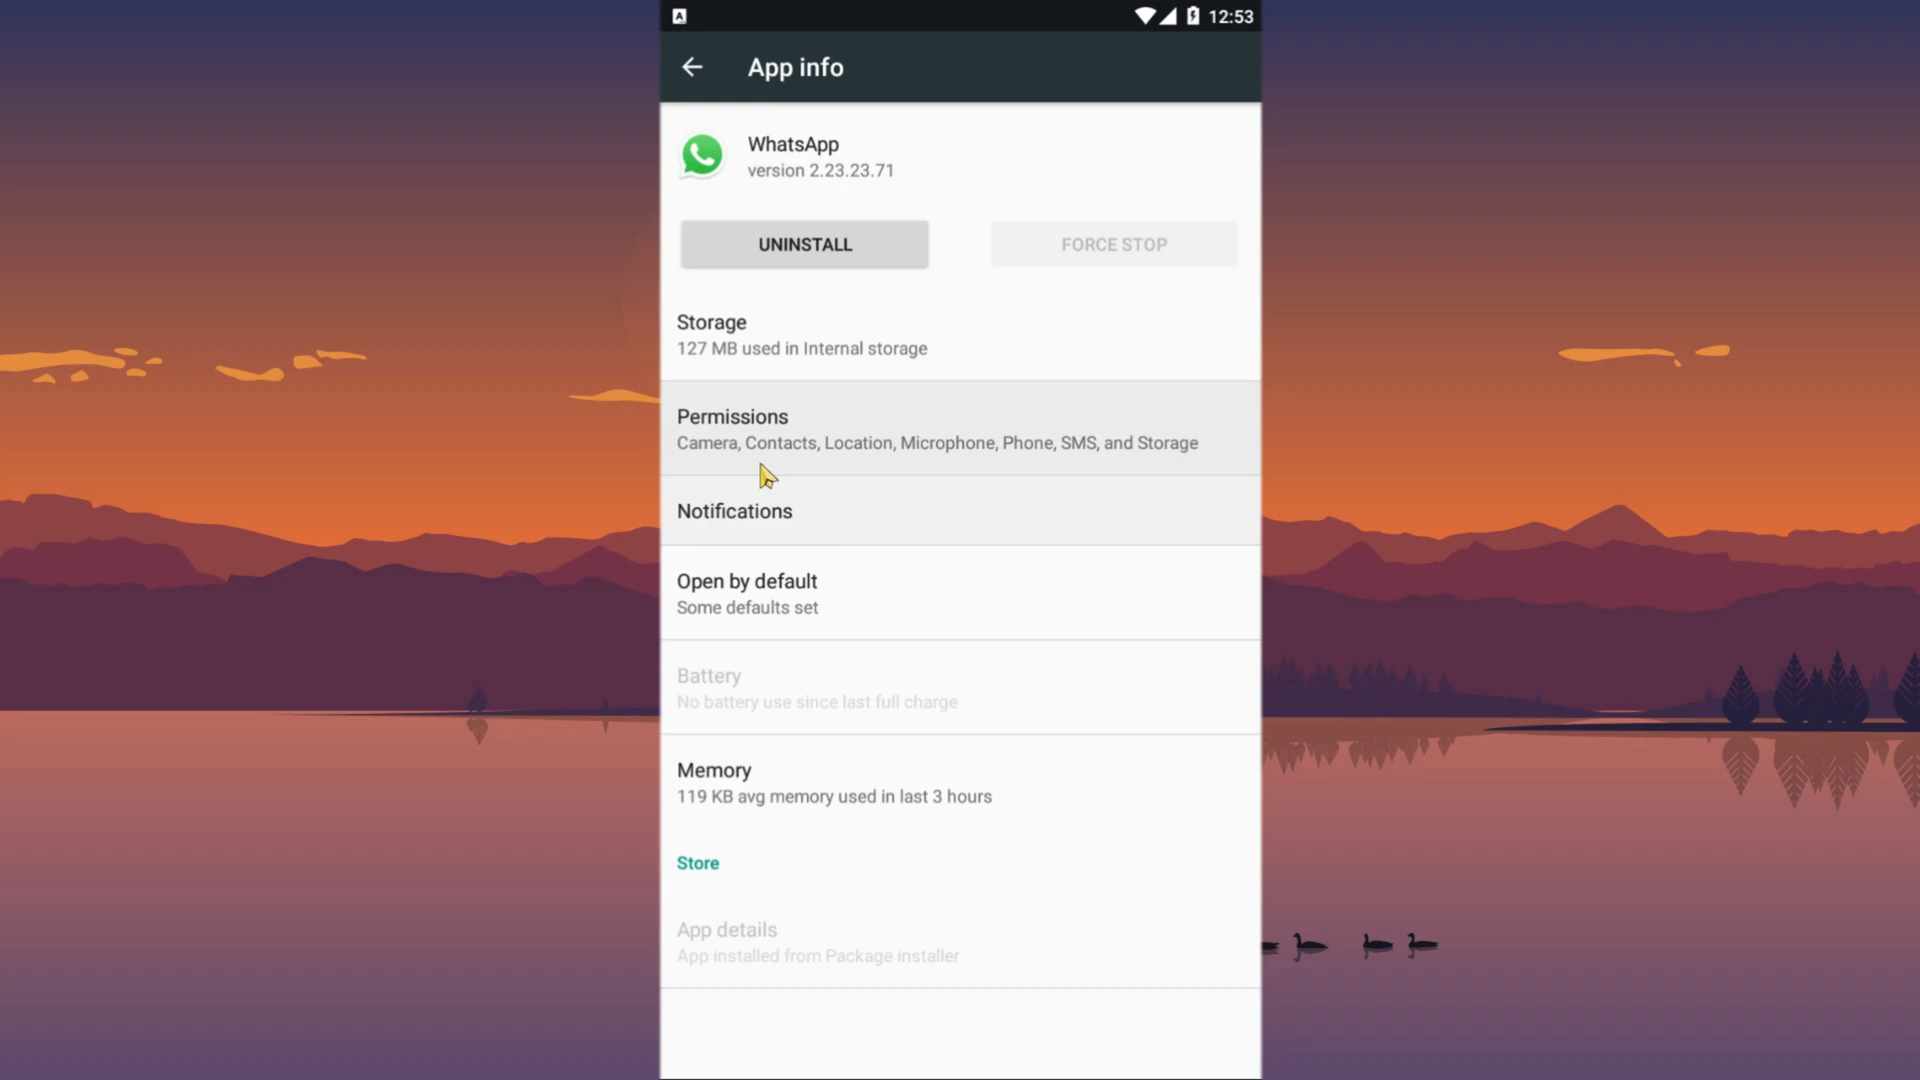 12:53
App info
WhatsApp
version 2.23.23.71
UNINSTALL
FORCE STOP
Storage
127 MB used in Internal storage
Permissions
Camera, Contacts, Location, Microphone, Phone, SMS, and Storage
Notifications
Open by default
Some defaults set
Battery
No battery use since last full charge
Memory
119 KB avg memory used in last 3 hours
Store
App details
App installed from Package installer